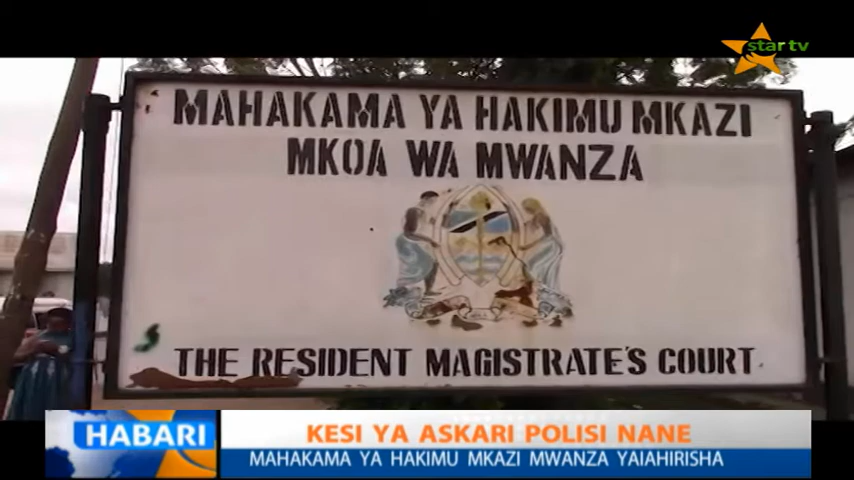 star tv
MAHAKAMA YA HAKIMU MKAZI
MKOA WA MWANZA
THE RESIDENT MAGISTRATE'S COURT
HABARI
KESI YA ASKARI POLISI NANE
MAHAKAMA YA HAKIMU MKAZI MWANZA YAIAHIRISHA